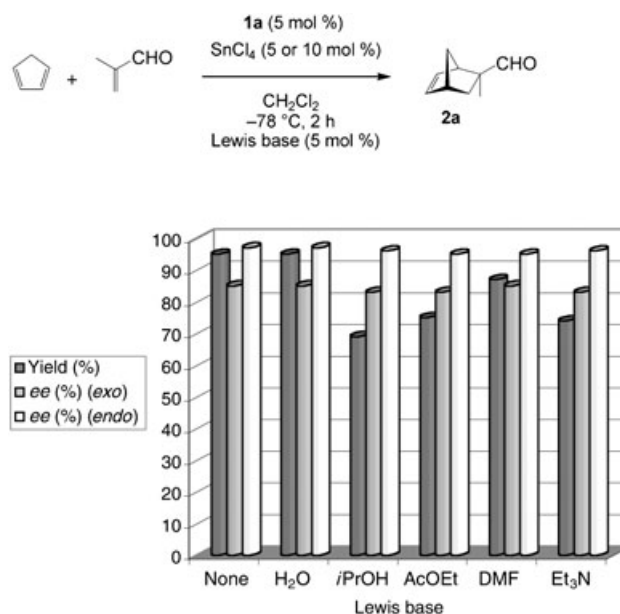 1a (5 mol %)
SnCl4 (5 or 10 mol %)
+
CHO
CHO
CH2Cl2
–78 °C, 2 h
Lewis base (5 mol %)
2a
100
90
80
70
60
50
40
30
20
10
0
Yield (%)
ee (%) (exo)
ee (%) (endo)
None H2O iPrOH AcOEt DMF Et3N
Lewis base